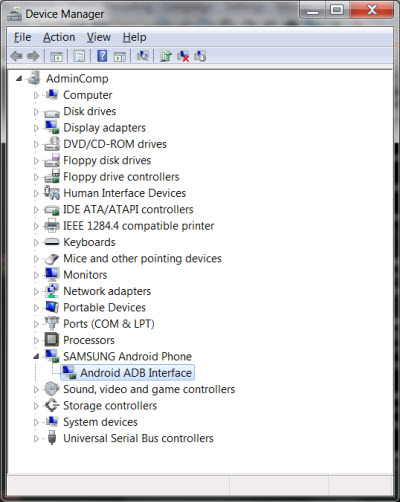 Device Manager
File Action View Help
AdminComp
Computer
Disk drives
Display adapters
DVD/CD-ROM drives
Floppy disk drives
Floppy drive controllers
Human Interface Devices
IDE ATA/ATAPI controllers
IEEE 1284.4 compatible printer
Keyboards
Mice and other pointing devices
Monitors
Network adapters
Portable Devices
Ports (COM & LPT)
Processors
SAMSUNG Android Phone
Android ADB Interface
Sound, video and game controllers
Storage controllers
System devices
Universal Serial Bus controllers